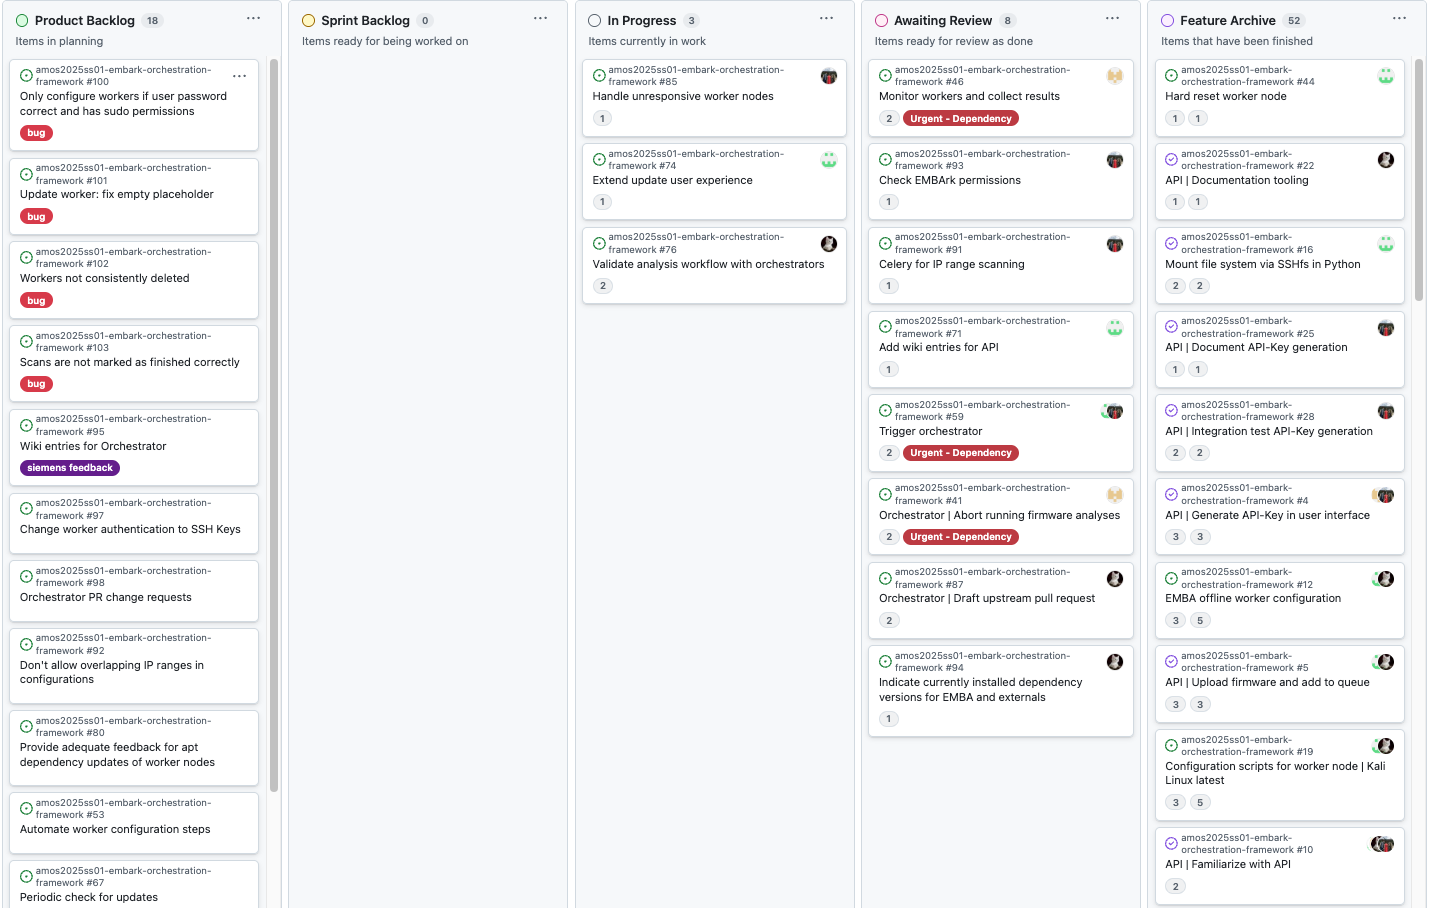 Product Backlog 18
Items in planning
amos2025ss01-embark-orchestration-
framework #100
Only configure workers if user password
correct and has sudo permissions
bug
amos2025ss01-embark-orchestration-
framework #101
Update worker: fix empty placeholder
bug
amos2025ss01-embark-orchestration-
framework #102
Workers not consistently deleted
bug
amos2025ss01-embark-orchestration-
framework #103
Scans are not marked as finished correctly
bug
amos2025ss01-embark-orchestration-
framework #95
Wiki entries for Orchestrator
siemens feedback
amos2025ss01-embark-orchestration-
framework #97
Change worker authentication to SSH Keys
amos2025ss01-embark-orchestration-
framework #98
Orchestrator PR change requests
amos2025ss01-embark-orchestration-
framework #92
Don't allow overlapping IP ranges in
configurations
amos2025ss01-embark-orchestration-
framework #80
Provide adequate feedback for apt
dependency updates of worker nodes
amos2025ss01-embark-orchestration-
framework #53
Automate worker configuration steps
amos2025ss01-embark-orchestration-
framework #67
Periodic check for updates
Sprint Backlog 0
Items ready for being worked on
In Progress 3
Items currently in work
amos2025ss01-embark-orchestration-
framework #85
Handle unresponsive worker nodes
1
amos2025ss01-embark-orchestration-
framework #74
Extend update user experience
1
amos2025ss01-embark-orchestration-
framework #76
Validate analysis workflow with orchestrators
2
Awaiting Review 8
Items ready for review as done
amos2025ss01-embark-orchestration-
framework #46
Monitor workers and collect results
2 Urgent - Dependency
amos2025ss01-embark-orchestration-
framework #93
Check EMBArk permissions
1
amos2025ss01-embark-orchestration-
framework #91
Celery for IP range scanning
1
amos2025ss01-embark-orchestration-
framework #71
Add wiki entries for API
1
amos2025ss01-embark-orchestration-
framework #59
Trigger orchestrator
2 Urgent - Dependency
amos2025ss01-embark-orchestration-
framework #41
Orchestrator | Abort running firmware analyses
2 Urgent - Dependency
amos2025ss01-embark-orchestration-
framework #87
Orchestrator | Draft upstream pull request
2
amos2025ss01-embark-orchestration-
framework #94
Indicate currently installed dependency
versions for EMBA and externals
1
Feature Archive 52
Items that have been finished
amos2025ss01-embark-
orchestration-framework #44
Hard reset worker node
1 1
amos2025ss01-embark-
orchestration-framework #22
API | Documentation tooling
1 1
amos2025ss01-embark-
orchestration-framework #16
Mount file system via SSHfs in Python
2 2
amos2025ss01-embark-
orchestration-framework #25
API | Document API-Key generation
1 1
amos2025ss01-embark-
orchestration-framework #28
API | Integration test API-Key generation
2 2
amos2025ss01-embark-
orchestration-framework #4
API | Generate API-Key in user interface
3 3
amos2025ss01-embark-
orchestration-framework #12
EMBA offline worker configuration
3 5
amos2025ss01-embark-
orchestration-framework #5
API | Upload firmware and add to queue
3 3
amos2025ss01-embark-
orchestration-framework #19
Configuration scripts for worker node | Kali
Linux latest
3 5
amos2025ss01-embark-
orchestration-framework #10
API | Familiarize with API
2